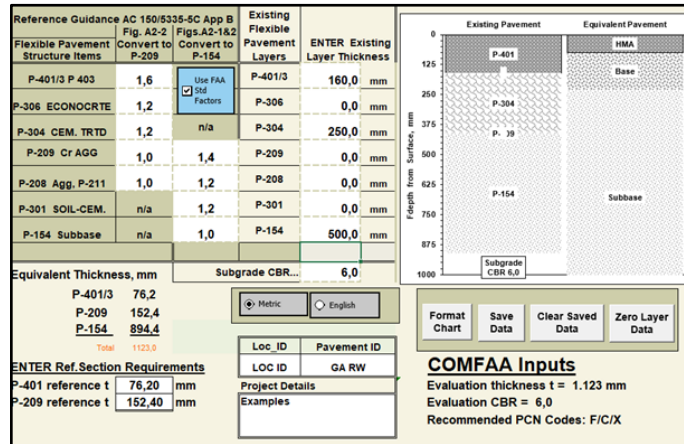 Reference Guidance AC 150/5335-5C App B
Flexible Pavement Structure Items
Fig. A2-2 Convert to P-209
Figs.A2-1&2 Convert to P-154
Existing Flexible Pavement Layers
ENTER Existing Layer Thickness
P-401/3 P 403 1,6 P-401/3 160,0 mm
Use FAA Std Factors
P-306 ECONOCRTE 1,2 P-306 0,0 mm
P-304 CEM. TRTD 1,2 n/a P-304 250,0 mm
P-209 Cr AGG 1,0 1,4 P-209 0,0 mm
P-208 Agg, P-211 1,0 1,2 P-208 0,0 mm
P-301 SOIL-CEM. n/a 1,2 P-301 0,0 mm
P-154 Subbase n/a 1,0 P-154 500,0 mm
Subgrade CBR... 6,0
Equivalent Thickness, mm
P-401/3 76,2
P-209 152,4
P-154 894,4
Total 1123,0
ENTER Ref.Section Requirements
P-401 reference t 76,20 mm
P-209 reference t 152,40 mm
Metric
English
Loc_ID Pavement ID
LOC ID GA RW
Project Details
Examples
Existing Pavement
Equivalent Pavement
Fdepth from Surface, mm
0
125
250
375
500
625
750
875
1000
P-401
P-304
P-154
Subgrade CBR 6,0
HMA
Base
Subbase
Format Chart
Save Data
Clear Saved Data
Zero Layer Data
COMFAA Inputs
Evaluation thickness t = 1.123 mm
Evaluation CBR = 6,0
Recommended PCN Codes: F/C/X